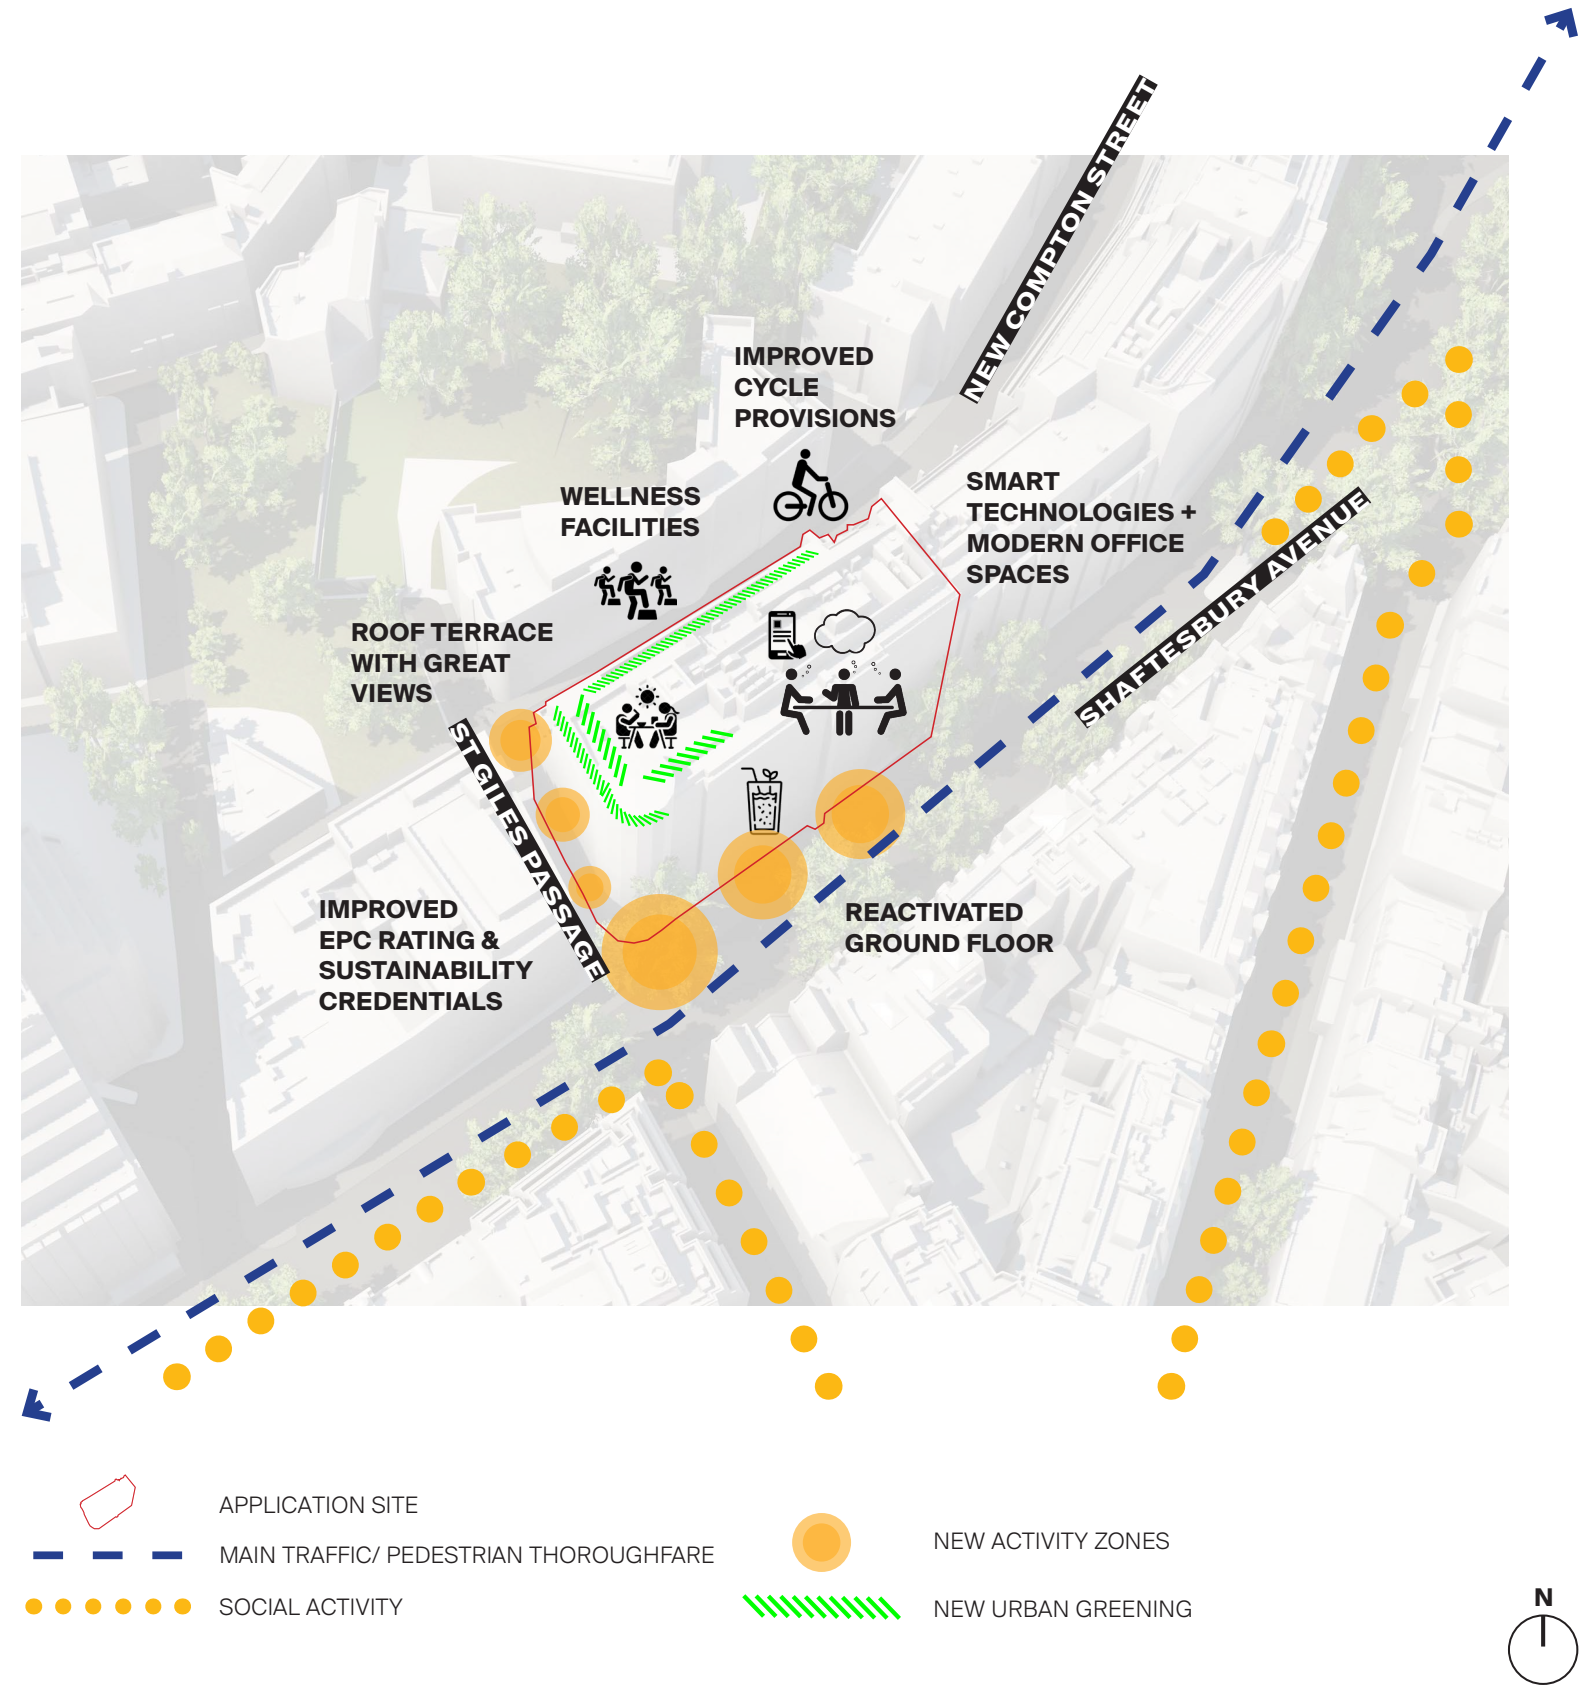 NEW COMPTON STREET
IMPROVED
CYCLE
PROVISIONS
WELLNESS
FACILITIES
SMART
TECHNOLOGIES +
MODERN OFFICE
SPACES
SHAFTESBURY AVENUE
ROOF TERRACE
WITH GREAT
VIEWS
ST GILES PASSAGE
IMPROVED
EPC RATING &
SUSTAINABILITY
CREDENTIALS
REACTIVATED
GROUND FLOOR
APPLICATION SITE
MAIN TRAFFIC/ PEDESTRIAN THOROUGHFARE
SOCIAL ACTIVITY
NEW ACTIVITY ZONES
NEW URBAN GREENING
N